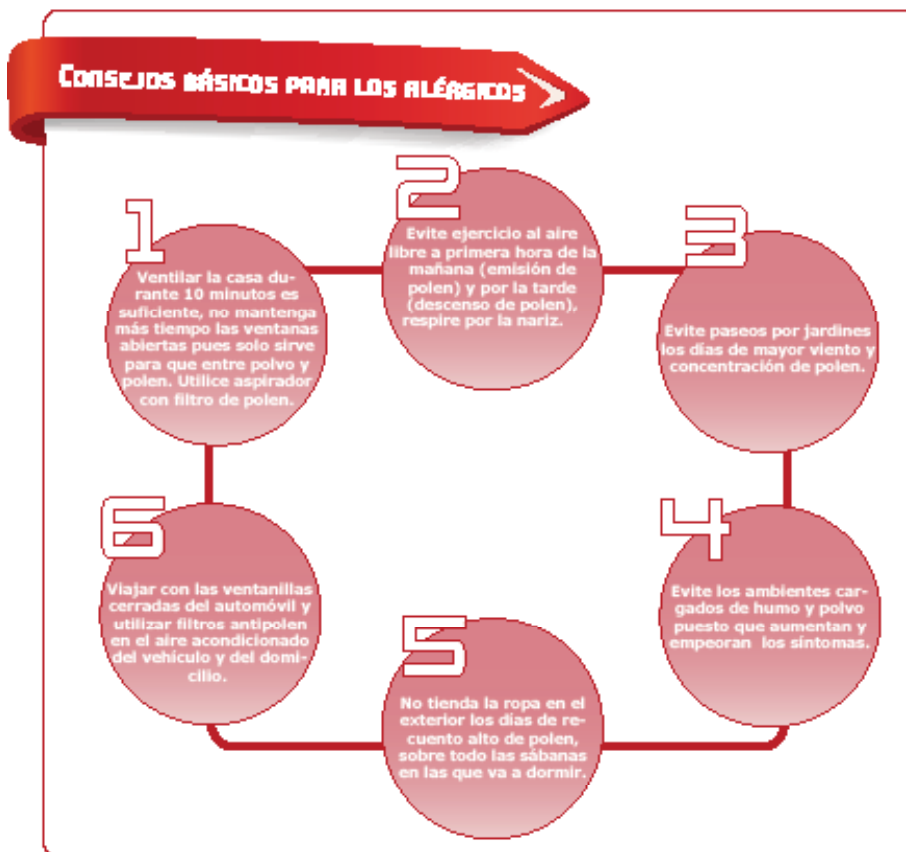 CONSEJOS BÁSICOS PARA LOS ALÉRGICOS
1
Ventilar la casa du-
rante 10 minutos es
suficiente, no mantenga
más tiempo las ventanas
abiertas pues solo sirve
para que entre polvo y
polen. Utilice aspirador
con filtro de polen.
2
Evite ejercicio al aire
libre a primera hora de la
mañana (emisión de
polen) y por la tarde
(descenso de polen),
respire por la nariz.
3
Evite paseos por jardines
los días de mayor viento y
concentración de polen.
4
Evite los ambientes car-
gados de humo y polvo
puesto que aumentan y
empeoran los síntomas.
5
No tienda la ropa en el
exterior los días de re-
cuento alto de polen,
sobre todo las sábanas
en las que va a dormir.
6
Viajar con las ventanillas
cerradas del automóvil y
utilizar filtros antipolen
en el aire acondicionado
del vehículo y del domi-
cilio.